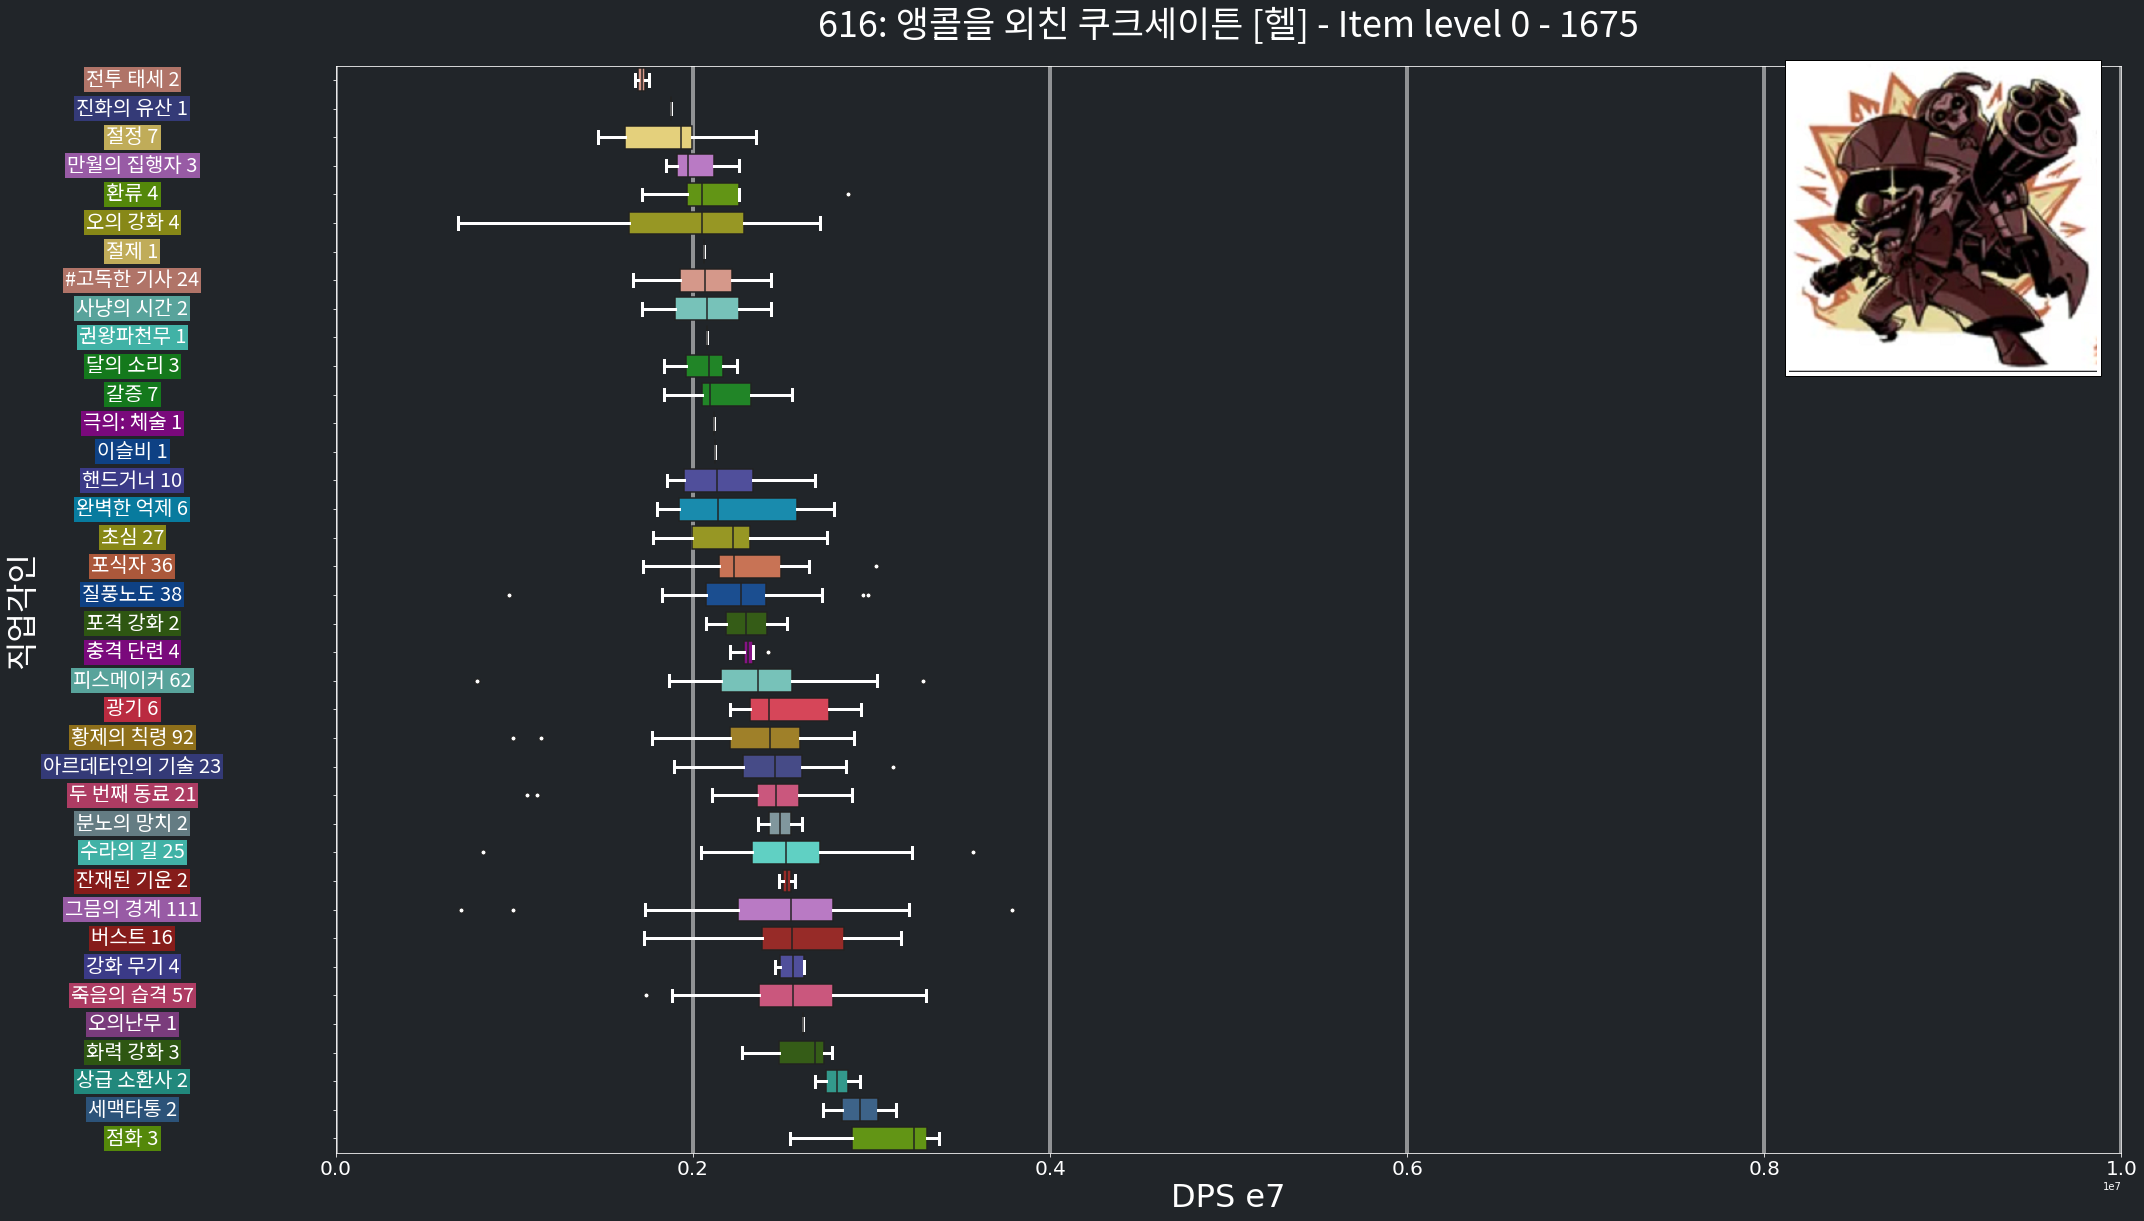 616: 앵콜을 외친 쿠크세이튼 [헬] - Item level 0 - 1675
직업각인
전투 태세 2
진화의 유산 1
절정 7
만월의 집행자 3
환류 4
오의 강화 4
절제 1
#고독한 기사 24
사냥의 시간 2
권왕파천무 1
달의 소리 3
갈증 7
극의: 체술 1
이슬비 1
핸드거너 10
완벽한 억제 6
초심 27
포식자 36
질풍노도 38
포격 강화 2
충격 단련 4
피스메이커 62
광기 6
황제의 칙령 92
아르데타인의 기술 23
두 번째 동료 21
분노의 망치 2
수라의 길 25
잔재된 기운 2
그믐의 경계 111
버스트 16
강화 무기 4
죽음의 습격 57
오의난무 1
화력 강화 3
상급 소환사 2
세맥타통 2
점화 3
0.0 0.2 0.4 0.6 0.8 1.0
1e7
DPS e7